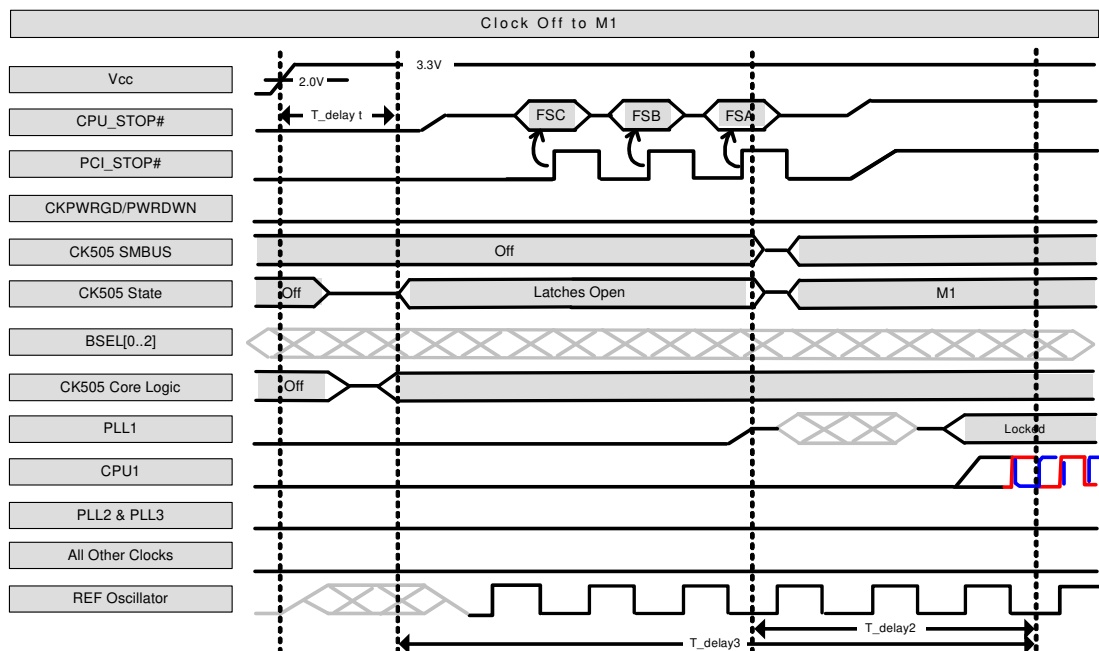 Clock Off to M1
Vcc
3.3V
2.0V
CPU_STOP#
T_delay t
FSC
FSB
FSA
PCI_STOP#
CKPWRGD/PWRDWN
CK505 SMBUS
Off
CK505 State
Off
Latches Open
M1
BSEL[0..2]
CK505 Core Logic
Off
PLL1
Locked
CPU1
PLL2 & PLL3
All Other Clocks
REF Oscillator
T_delay2
T_delay3